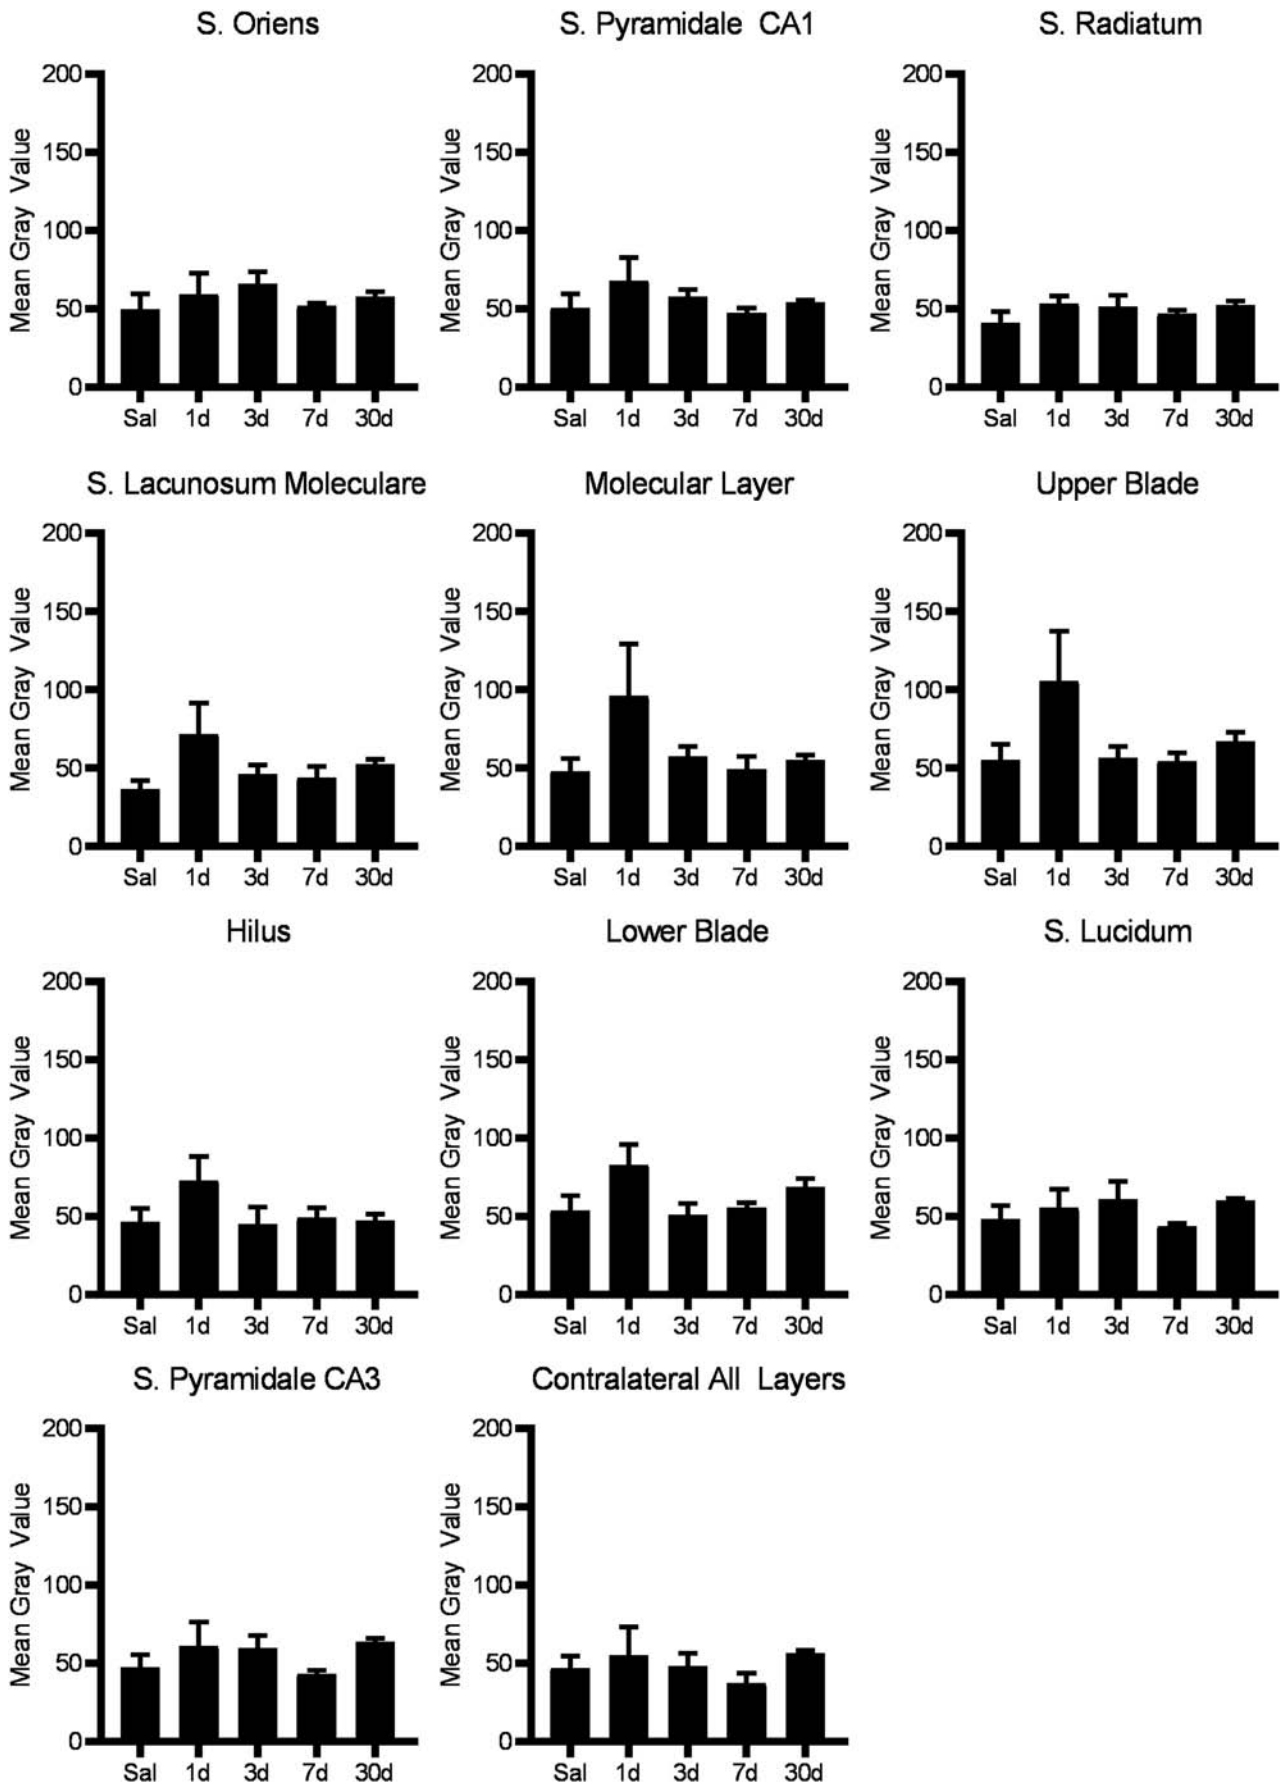 S. Oriens
S. Pyramidale CA1
S. Radiatum
Mean Gray Value
200
150
100
50
0
Sal 1d 3d 7d 30d
Mean Gray Value
200
150
100
50
0
Sal 1d 3d 7d 30d
Mean Gray Value
200
150
100
50
0
Sal 1d 3d 7d 30d
S. Lacunosum Moleculare
Molecular Layer
Upper Blade
Mean Gray Value
200
150
100
50
0
Sal 1d 3d 7d 30d
Mean Gray Value
200
150
100
50
0
Sal 1d 3d 7d 30d
Mean Gray Value
200
150
100
50
0
Sal 1d 3d 7d 30d
Hilus
Lower Blade
S. Lucidum
Mean Gray Value
200
150
100
50
0
Sal 1d 3d 7d 30d
Mean Gray Value
200
150
100
50
0
Sal 1d 3d 7d 30d
Mean Gray Value
200
150
100
50
0
Sal 1d 3d 7d 30d
S. Pyramidale CA3
Contralateral All Layers
Mean Gray Value
200
150
100
50
0
Sal 1d 3d 7d 30d
Mean Gray Value
200
150
100
50
0
Sal 1d 3d 7d 30d